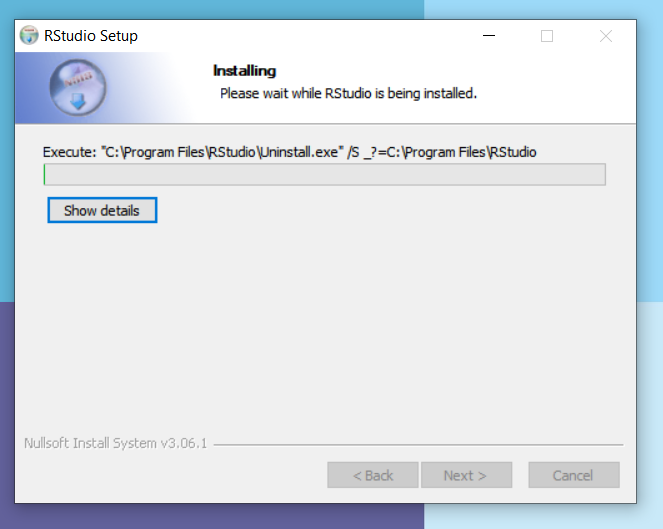 RStudio Setup
Installing
Please wait while RStudio is being installed.
Execute: "C:\Program Files\RStudio\Uninstall.exe" /S _?=C:\Program Files\RStudio
Show details
Nullsoft Install System v3.06.1
< Back
Next >
Cancel